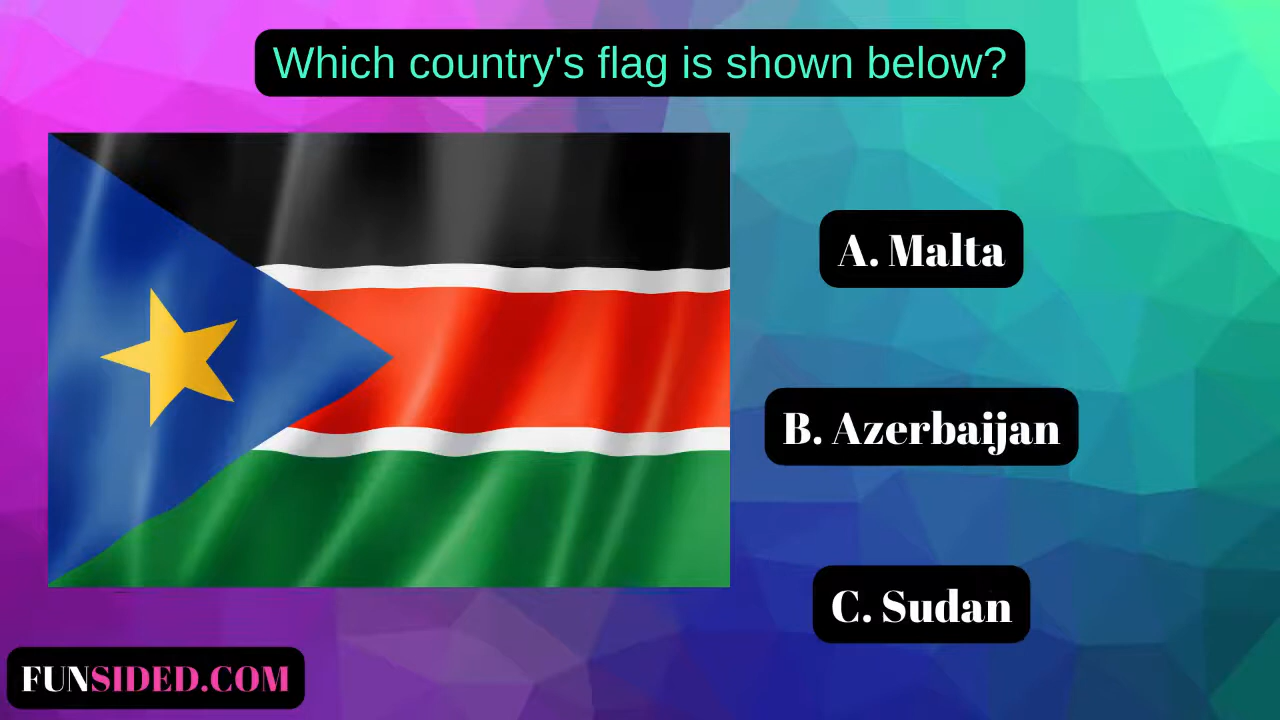 Which country's flag is shown below?
A. Malta
B. Azerbaijan
C. Sudan
FUNSIDED.COM